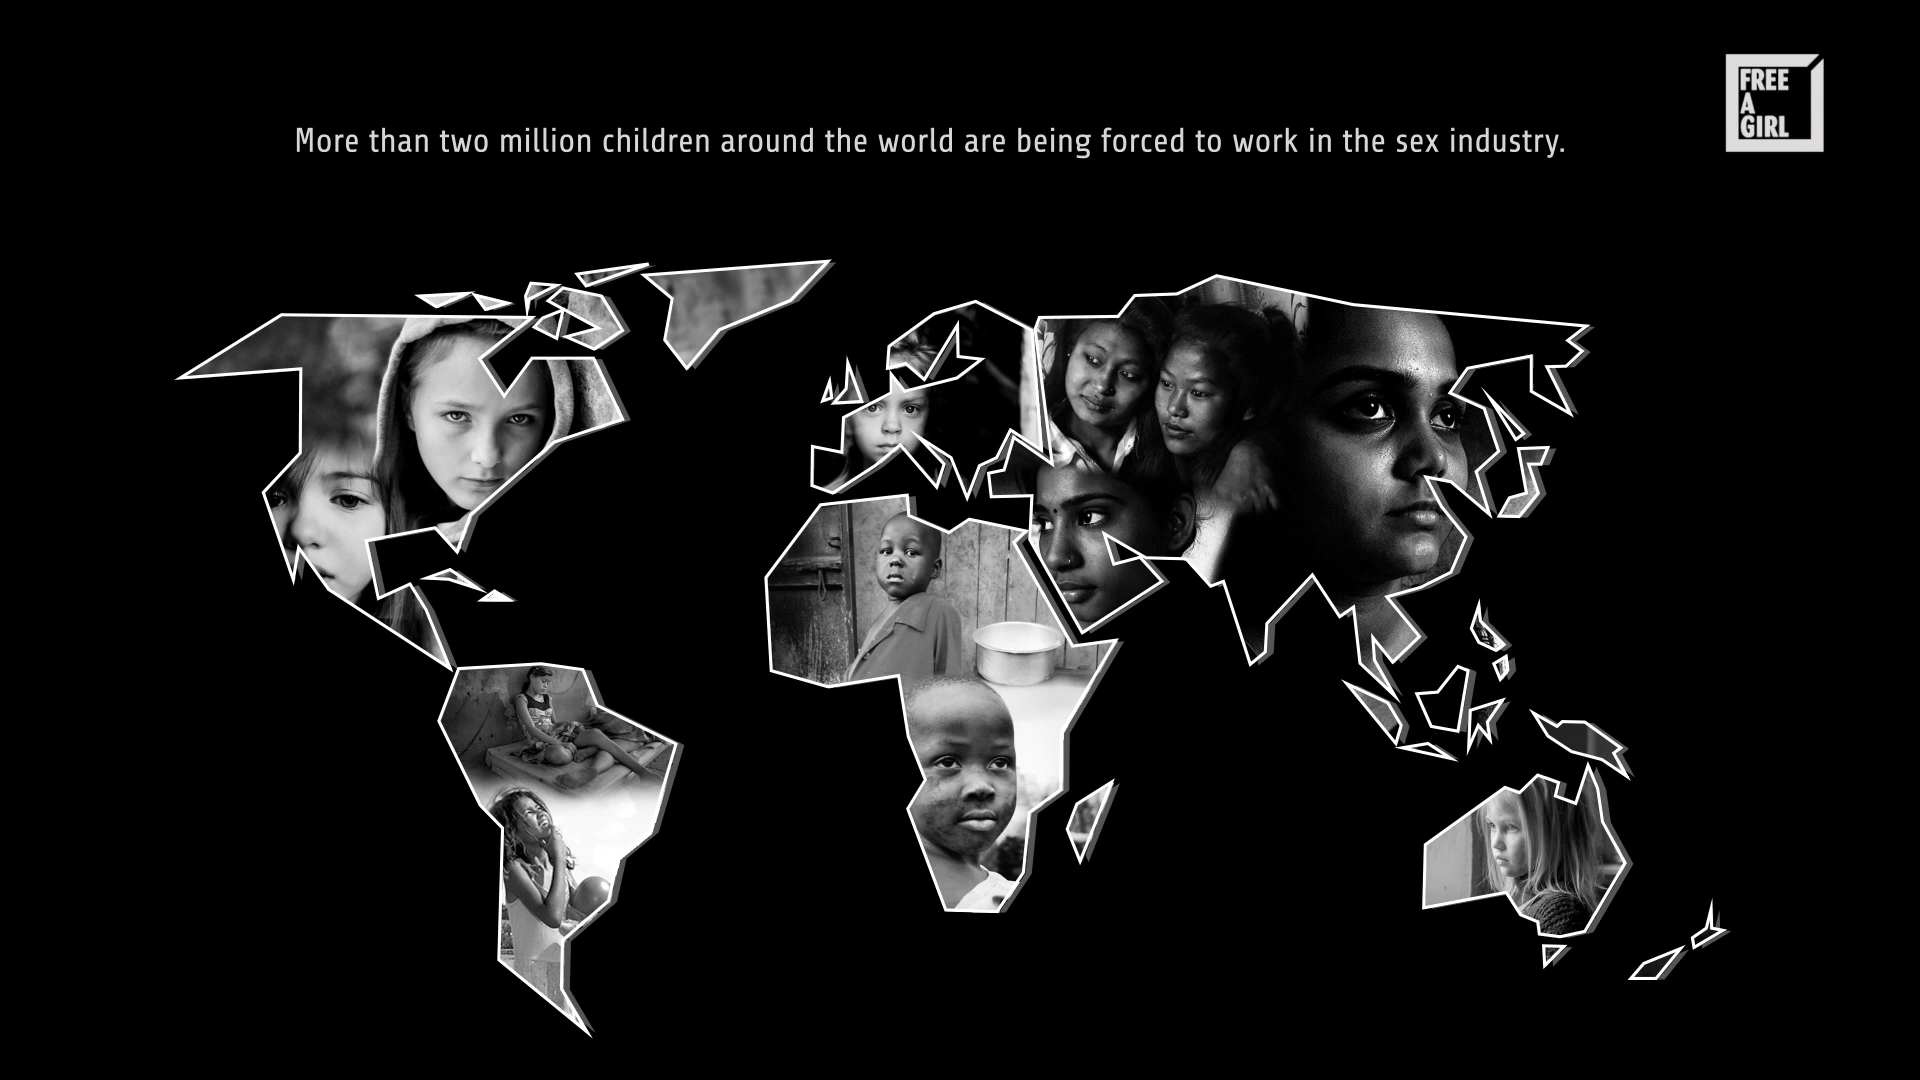 FREE
A
GIRL
More than two million children around the world are being forced to work in the sex industry.